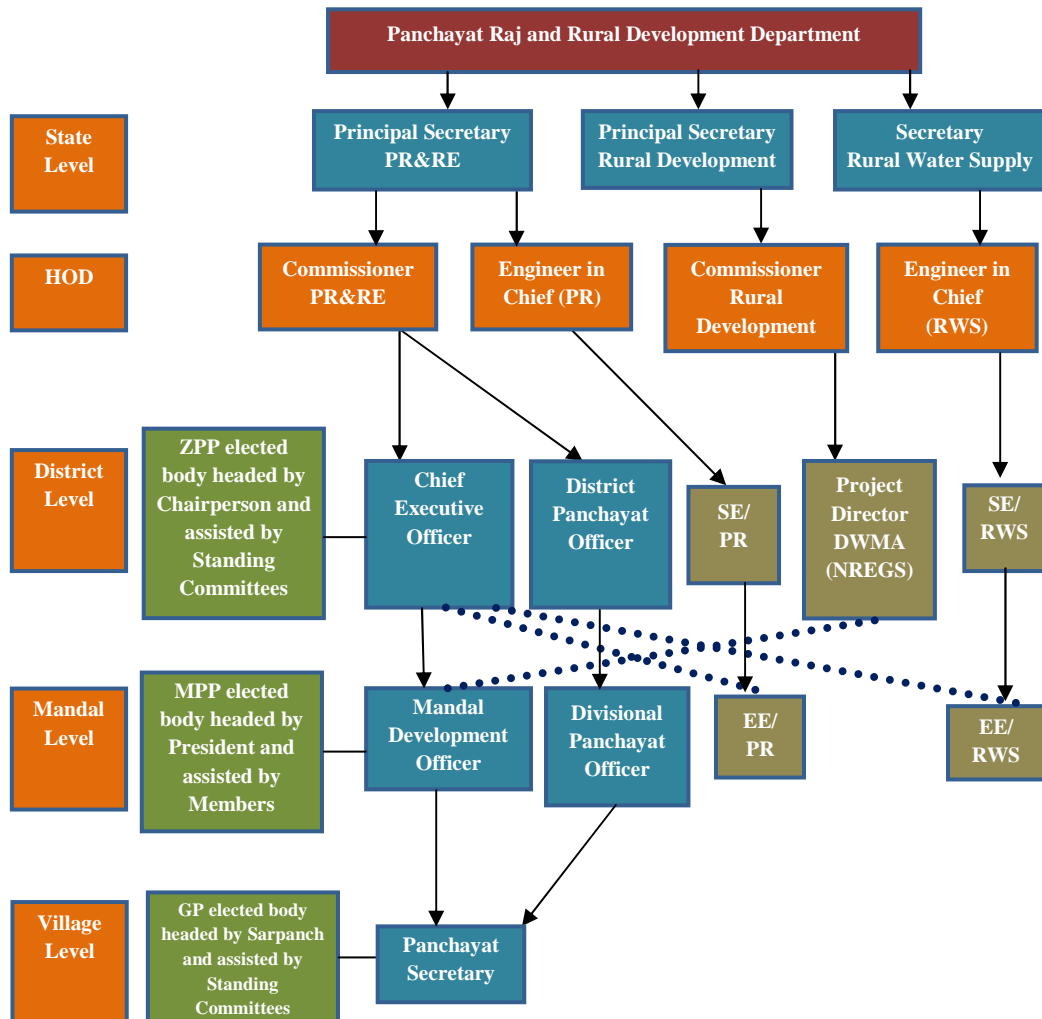 Panchayat Raj and Rural Development Department
State
Level
Principal Secretary
PR&RE
Principal Secretary
Rural Development
Secretary
Rural Water Supply
HOD
Commissioner
PR&RE
Engineer in
Chief (PR)
Commissioner
Rural
Development
Engineer in
Chief
(RWS)
District
Level
ZPP elected
body headed by
Chairperson and
assisted by
Standing
Committees
Chief
Executive
Officer
District
Panchayat
Officer
SE/
PR
Project
Director
DWMA
(NREGS)
SE/
RWS
Mandal
Level
MPP elected
body headed by
President and
assisted by
Members
Mandal
Development
Officer
Divisional
Panchayat
Officer
EE/
PR
EE/
RWS
Village
Level
GP elected body
headed by Sarpanch
and assisted by
Standing
Committees
Panchayat
Secretary